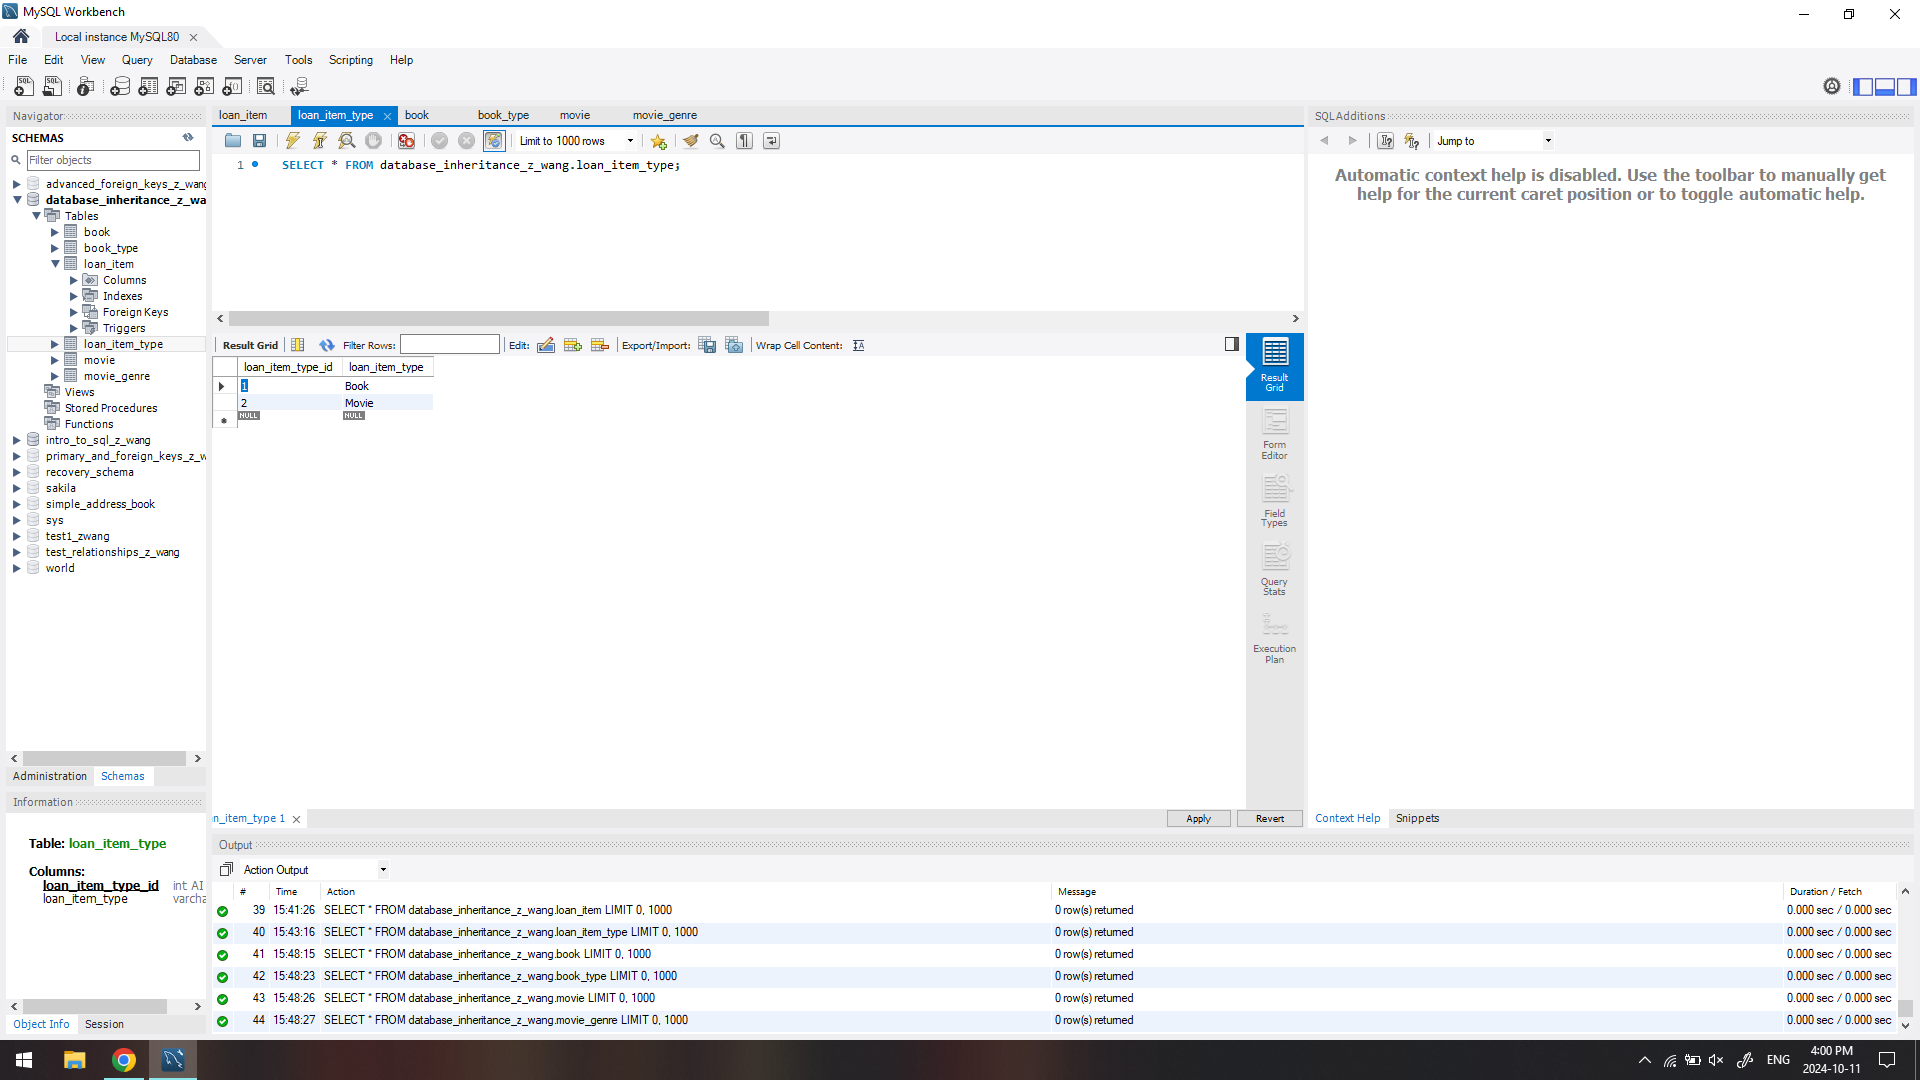 MySQL Workbench
Local instance MySQL80
File Edit View Query Database Server Tools Scripting Help
Navigator
SCHEMAS
Filter objects
advanced_foreign_keys_z_wang
database_inheritance_z_wa
Tables
book
book_type
loan_item
Columns
Indexes
Foreign Keys
Triggers
loan_item_type
movie
movie_genre
Views
Stored Procedures
Functions
intro_to_sql_z_wang
primary_and_foreign_keys_z_w
recovery_schema
sakila
simple_address_book
sys
test1_zwang
test_relationships_z_wang
world
Administration Schemas
Information
Table: loan_item_type
Columns:
loan_item_type_id int AI
loan_item_type varcha
Object Info Session
loan_item loan_item_type book book_type movie movie_genre
Limit to 1000 rows
1 SELECT * FROM database_inheritance_z_wang.loan_item_type;
Result Grid Filter Rows: Edit: Export/Import: Wrap Cell Content:
loan_item_type_id loan_item_type
1 Book
2 Movie
NULL NULL
Result Grid
Form Editor
Field Types
Query Stats
Execution Plan
n_item_type 1
Apply Revert
SQLAdditions
Jump to
Automatic context help is disabled. Use the toolbar to manually get
help for the current caret position or to toggle automatic help.
Context Help Snippets
Output
Action Output
# Time Action Message Duration / Fetch
39 15:41:26 SELECT * FROM database_inheritance_z_wang.loan_item LIMIT 0, 1000 0 row(s) returned 0.000 sec / 0.000 sec
40 15:43:16 SELECT * FROM database_inheritance_z_wang.loan_item_type LIMIT 0, 1000 0 row(s) returned 0.000 sec / 0.000 sec
41 15:48:15 SELECT * FROM database_inheritance_z_wang.book LIMIT 0, 1000 0 row(s) returned 0.000 sec / 0.000 sec
42 15:48:23 SELECT * FROM database_inheritance_z_wang.book_type LIMIT 0, 1000 0 row(s) returned 0.000 sec / 0.000 sec
43 15:48:26 SELECT * FROM database_inheritance_z_wang.movie LIMIT 0, 1000 0 row(s) returned 0.000 sec / 0.000 sec
44 15:48:27 SELECT * FROM database_inheritance_z_wang.movie_genre LIMIT 0, 1000 0 row(s) returned 0.000 sec / 0.000 sec
ENG
4:00 PM
2024-10-11